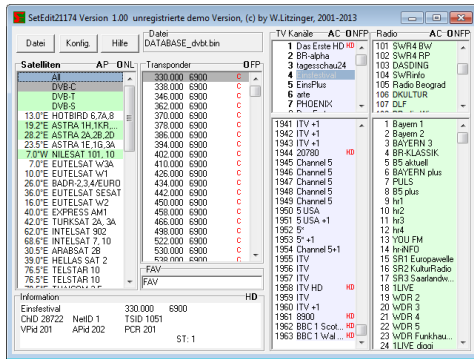 SetEdit21174 Version 1.00 unregistrierte demo Version, (c) by W.Litzinger, 2001-2013
Datei Konfig. Hilfe
Datei
DATABASE_dvbt.bin
Satelliten AP-ONL
All
DVB-C
DVB-T
DVB-S
13.0°E HOTBIRD 6,7A,8
19.2°E ASTRA 1H,1KR,...
28.2°E ASTRA 2A,2B,2D
23.5°E ASTRA 1E,1G,3A
7.0°W NILESAT 101, 10
7.0°E EUTELSAT W3A
10.0°E EUTELSAT W1
26.0°E BADR-2,3,4/EURO
36.0°E EUTELSAT SESAT
16.0°E EUTELSAT W2
40.0°E EXPRESS AM1
42.0°E TURKSAT 2A, 3A
62.0°E INTELSAT 902
68.6°E INTELSAT 7, 10
30.5°E ARABSAT 2B
39.0°E HELLAS SAT 2
76.5°E TELSTAR 10
76.5°E TELSTAR 10
Transponder OFP
330.000 6900 C
338.000 6900 C
346.000 6900 C
362.000 6900 C
370.000 6900 C
378.000 6900 C
386.000 6900 C
394.000 6900 C
402.000 6900 C
410.000 6900 C
426.000 6900 C
434.000 6900 C
442.000 6900 C
450.000 6900 C
458.000 6900 C
490.000 6900 C
498.000 6900 C
522.000 6900 C
530.000 6900 C
538.000 6900 C
FAV
FAV
Information HD
Einsfestival 330.000 6900
ChID 28722 NetID 1 TSID 1051
VPid 201 APid 202 PCR 201
ST: 1
TV Kanäle AC-ONFP
1 Das Erste HD HD
2 BR-alpha
3 tagesschau24
4 Einsfestival
5 EinsPlus
6 arte
7 PHOENIX
1941 ITV +1
1942 ITV +1
1943 ITV +1
1944 20780 HD
1945 Channel 5
1946 Channel 5
1947 Channel 5
1948 Channel 5
1949 Channel 5
1950 5 USA
1951 5 USA +1
1952 5*
1953 5* +1
1954 Channel 5+1
1955 ITV
1956 ITV
1957 ITV
1958 ITV HD HD
1959 ITV
1960 ITV +1
1961 8900 HD
1962 BBC 1 Scot... HD
1963 BBC 1 Wal ... HD
Radio AC-ONFP
101 SWR4 BW
102 SWR4 RP
103 DASDING
104 SWRinfo
105 Radio Beograd
106 DKULTUR
107 DLF
1 Bayern 1
2 Bayern 2
3 BAYERN 3
4 BR-KLASSIK
5 B5 aktuell
6 BAYERN plus
7 PULS
8 B5 plus
9 hr1
10 hr2
11 hr3
12 hr4
13 YOU FM
14 hr-iNFO
15 SR1 Europawelle
16 SR2 KulturRadio
17 SR3 Saarlandw...
18 1LIVE
19 WDR 2
20 WDR 3
21 WDR 4
22 WDR 5
23 WDR Funkhau...
24 1LIVE diggi